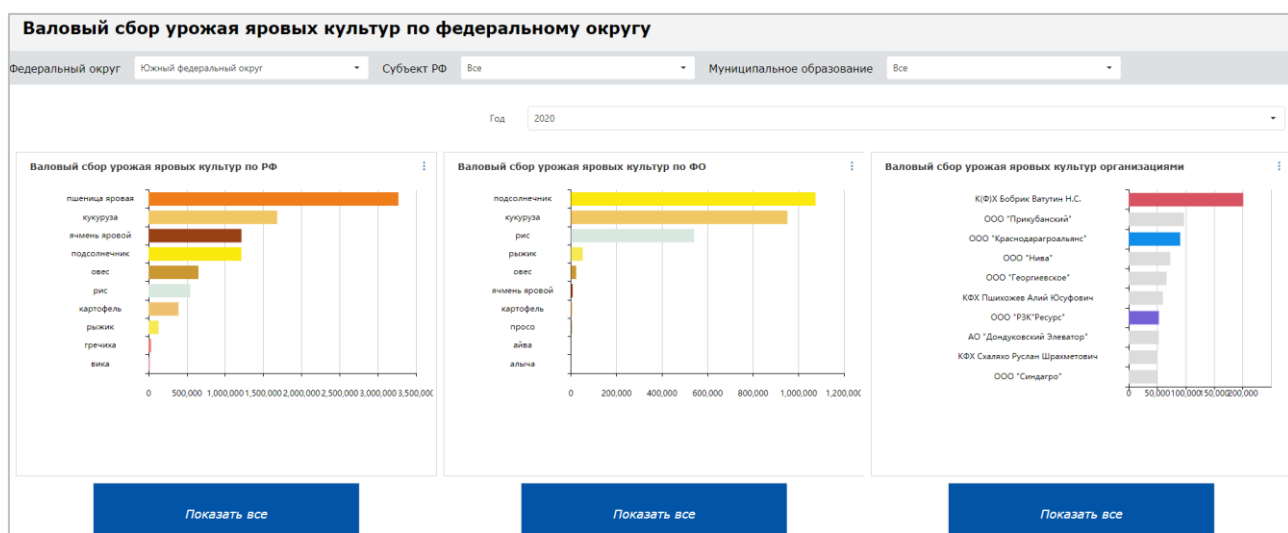 Валовый сбор урожая яровых культур по федеральному округу
Федеральный округ Южный федеральный округ Субъект РФ Все Муниципальное образование Все
Год 2020
Валовый сбор урожая яровых культур по РФ
пшеница яровая
кукуруза
ячмень яровой
подсолнечник
овес
рис
картофель
рыжик
гречиха
вика
0 500,000 1,000,000 1,500,000 2,000,000 2,500,000 3,000,000 3,500,000
Валовый сбор урожая яровых культур по ФО
подсолнечник
кукуруза
рис
рыжик
овес
ячмень яровой
картофель
просо
айва
алыча
0 200,000 400,000 600,000 800,000 1,000,000 1,200,000
Валовый сбор урожая яровых культур организациями
К(Ф)Х Бобрик Ватутин Н.С.
ООО "Прикубанский"
ООО "Краснодарагроальянс"
ООО "Нива"
ООО "Георгиевское"
КФХ Пшихожев Алий Юсуфович
ООО "РЗК"Ресурс"
АО "Дондуковский Элеватор"
КФХ Схаляхо Руслан Шрахметович
ООО "Синдагро"
0 50,000 100,000 150,000 200,000
Показать все
Показать все
Показать все